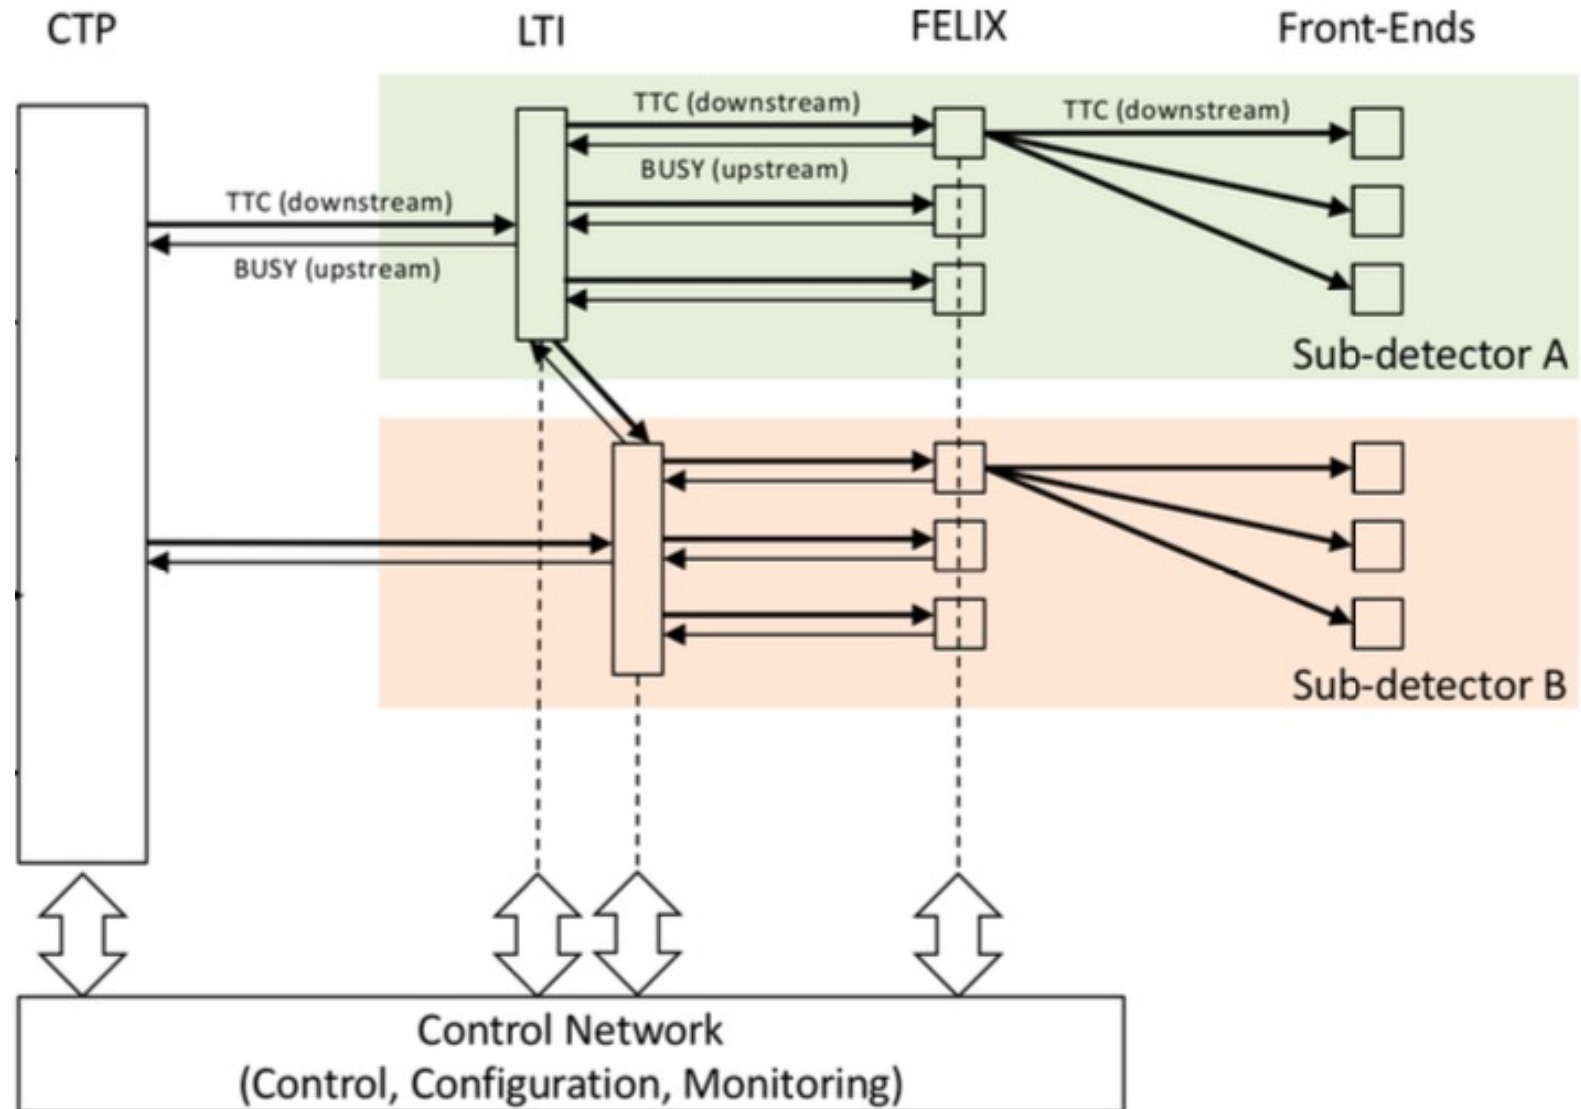 CTP
LTI
FELIX
Front-Ends
TTC (downstream)
TTC (downstream)
BUSY (upstream)
TTC (downstream)
BUSY (upstream)
Sub-detector A
Sub-detector B
Control Network
(Control, Configuration, Monitoring)